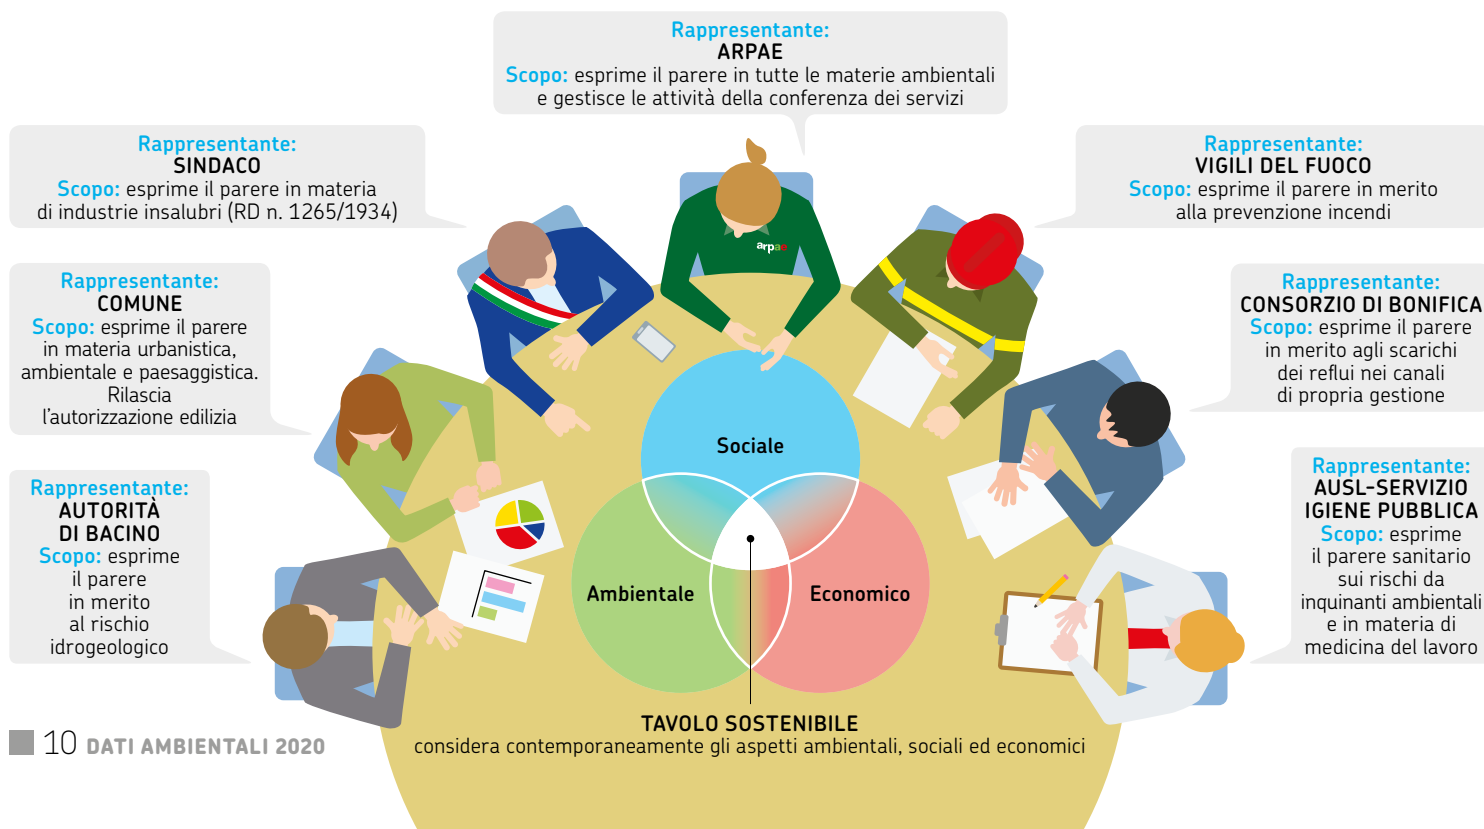 Rappresentante:
ARPAE
Scopo: esprime il parere in tutte le materie ambientali
e gestisce le attività della conferenza dei servizi
Rappresentante:
SINDACO
Scopo: esprime il parere in materia
di industrie insalubri (RD n. 1265/1934)
Rappresentante:
VIGILI DEL FUOCO
Scopo: esprime il parere in merito
alla prevenzione incendi
arpae
Rappresentante:
COMUNE
Scopo: esprime il parere
in materia urbanistica,
ambientale e paesaggistica.
Rilascia
l'autorizzazione edilizia
Rappresentante:
CONSORZIO DI BONIFICA
Scopo: esprime il parere
in merito agli scarichi
dei reflui nei canali
di propria gestione
Rappresentante:
AUTORITÀ
DI BACINO
Scopo: esprime
il parere
in merito
al rischio
idrogeologico
Rappresentante:
AUSL-SERVIZIO
IGIENE PUBBLICA
Scopo: esprime
il parere sanitario
sui rischi da
inquinanti ambientali
e in materia di
medicina del lavoro
Sociale
Ambientale
Economico
TAVOLO SOSTENIBILE
considera contemporaneamente gli aspetti ambientali, sociali ed economici
10 DATI AMBIENTALI 2020